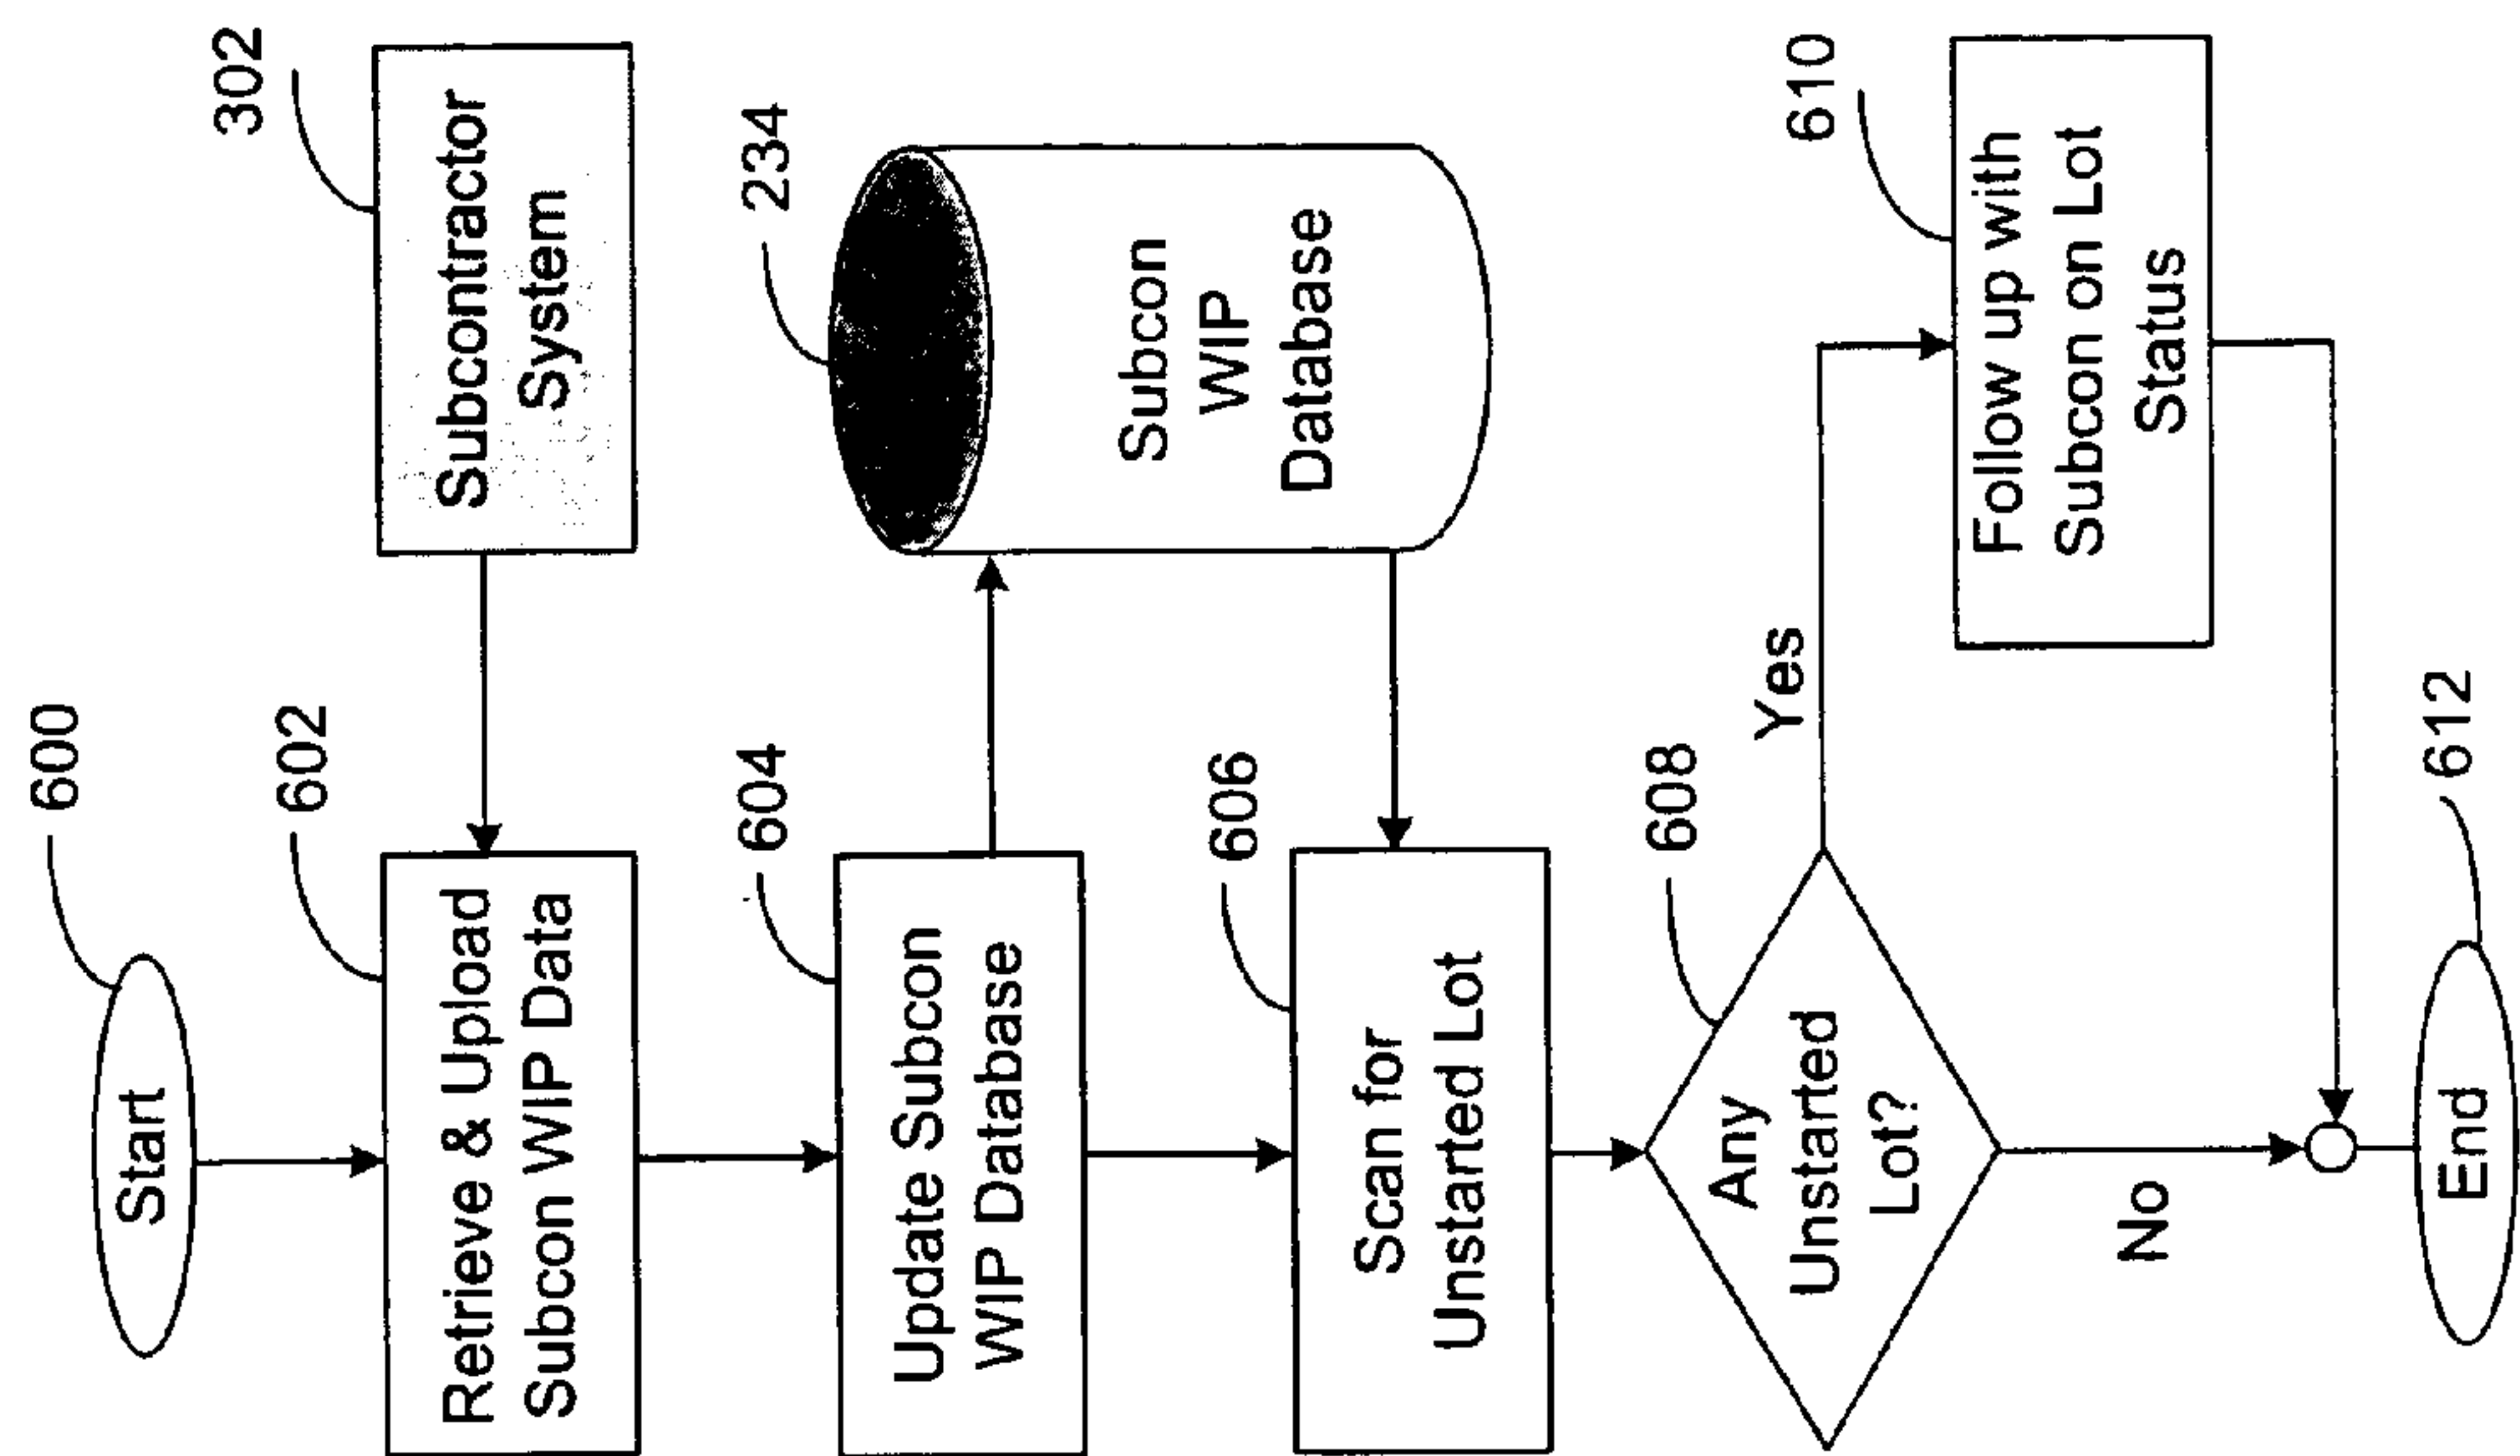 600
Start
602
Retrieve & Upload
Subcon WIP Data
302
Subcontractor
System
604
Update Subcon
WIP Database
234
Subcon
WIP
Database
606
Scan for
Unstarted Lot
608
Any
Unstarted
Lot?
Yes
610
Follow up with
Subcon on Lot
Status
No
612
End